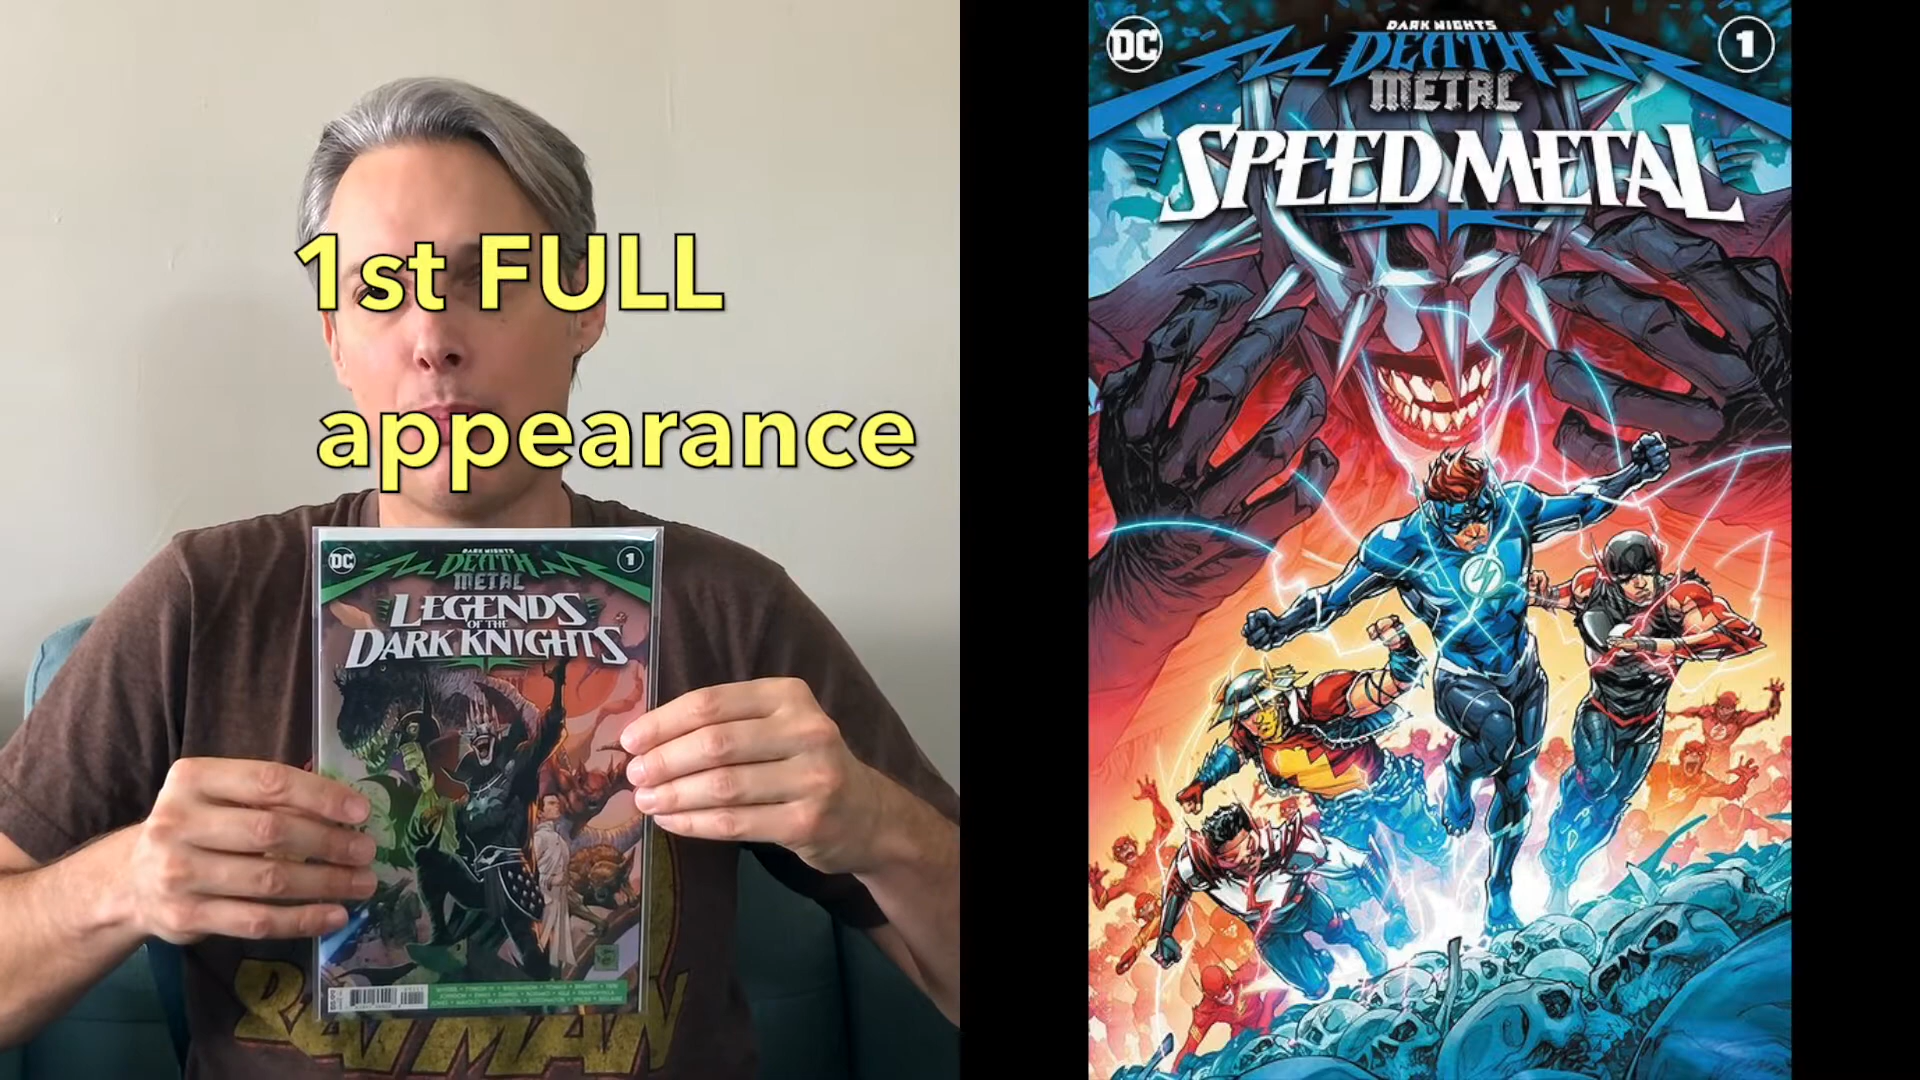 1st FULL
appearance
DC
DARK NIGHTS
DEATH
METAL
1
LEGENDS
OF THE
DARK KNIGHTS
BATMAN
DC
DARK NIGHTS
DEATH
METAL
1
SPEED METAL